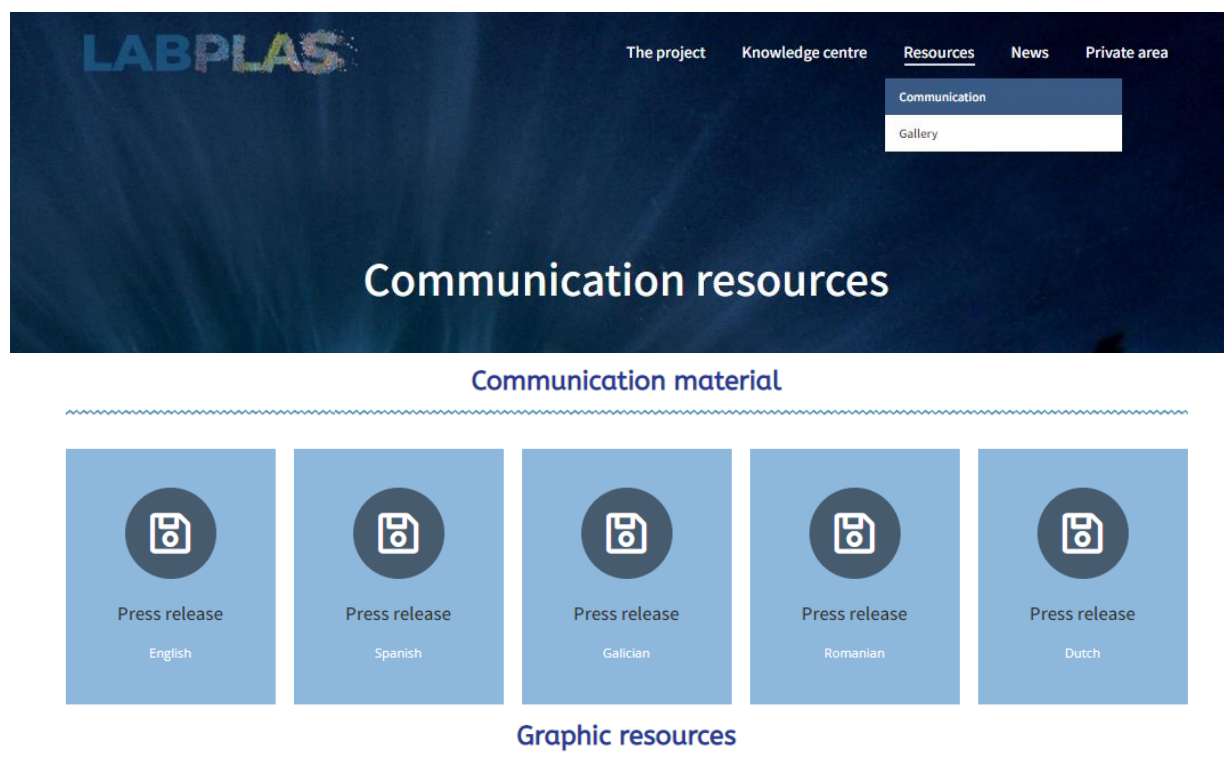 LABPLAS
The project Knowledge centre Resources News Private area
Communication
Gallery
Communication resources
Communication material
Press release
English
Press release
Spanish
Press release
Galician
Press release
Romanian
Press release
Dutch
Graphic resources